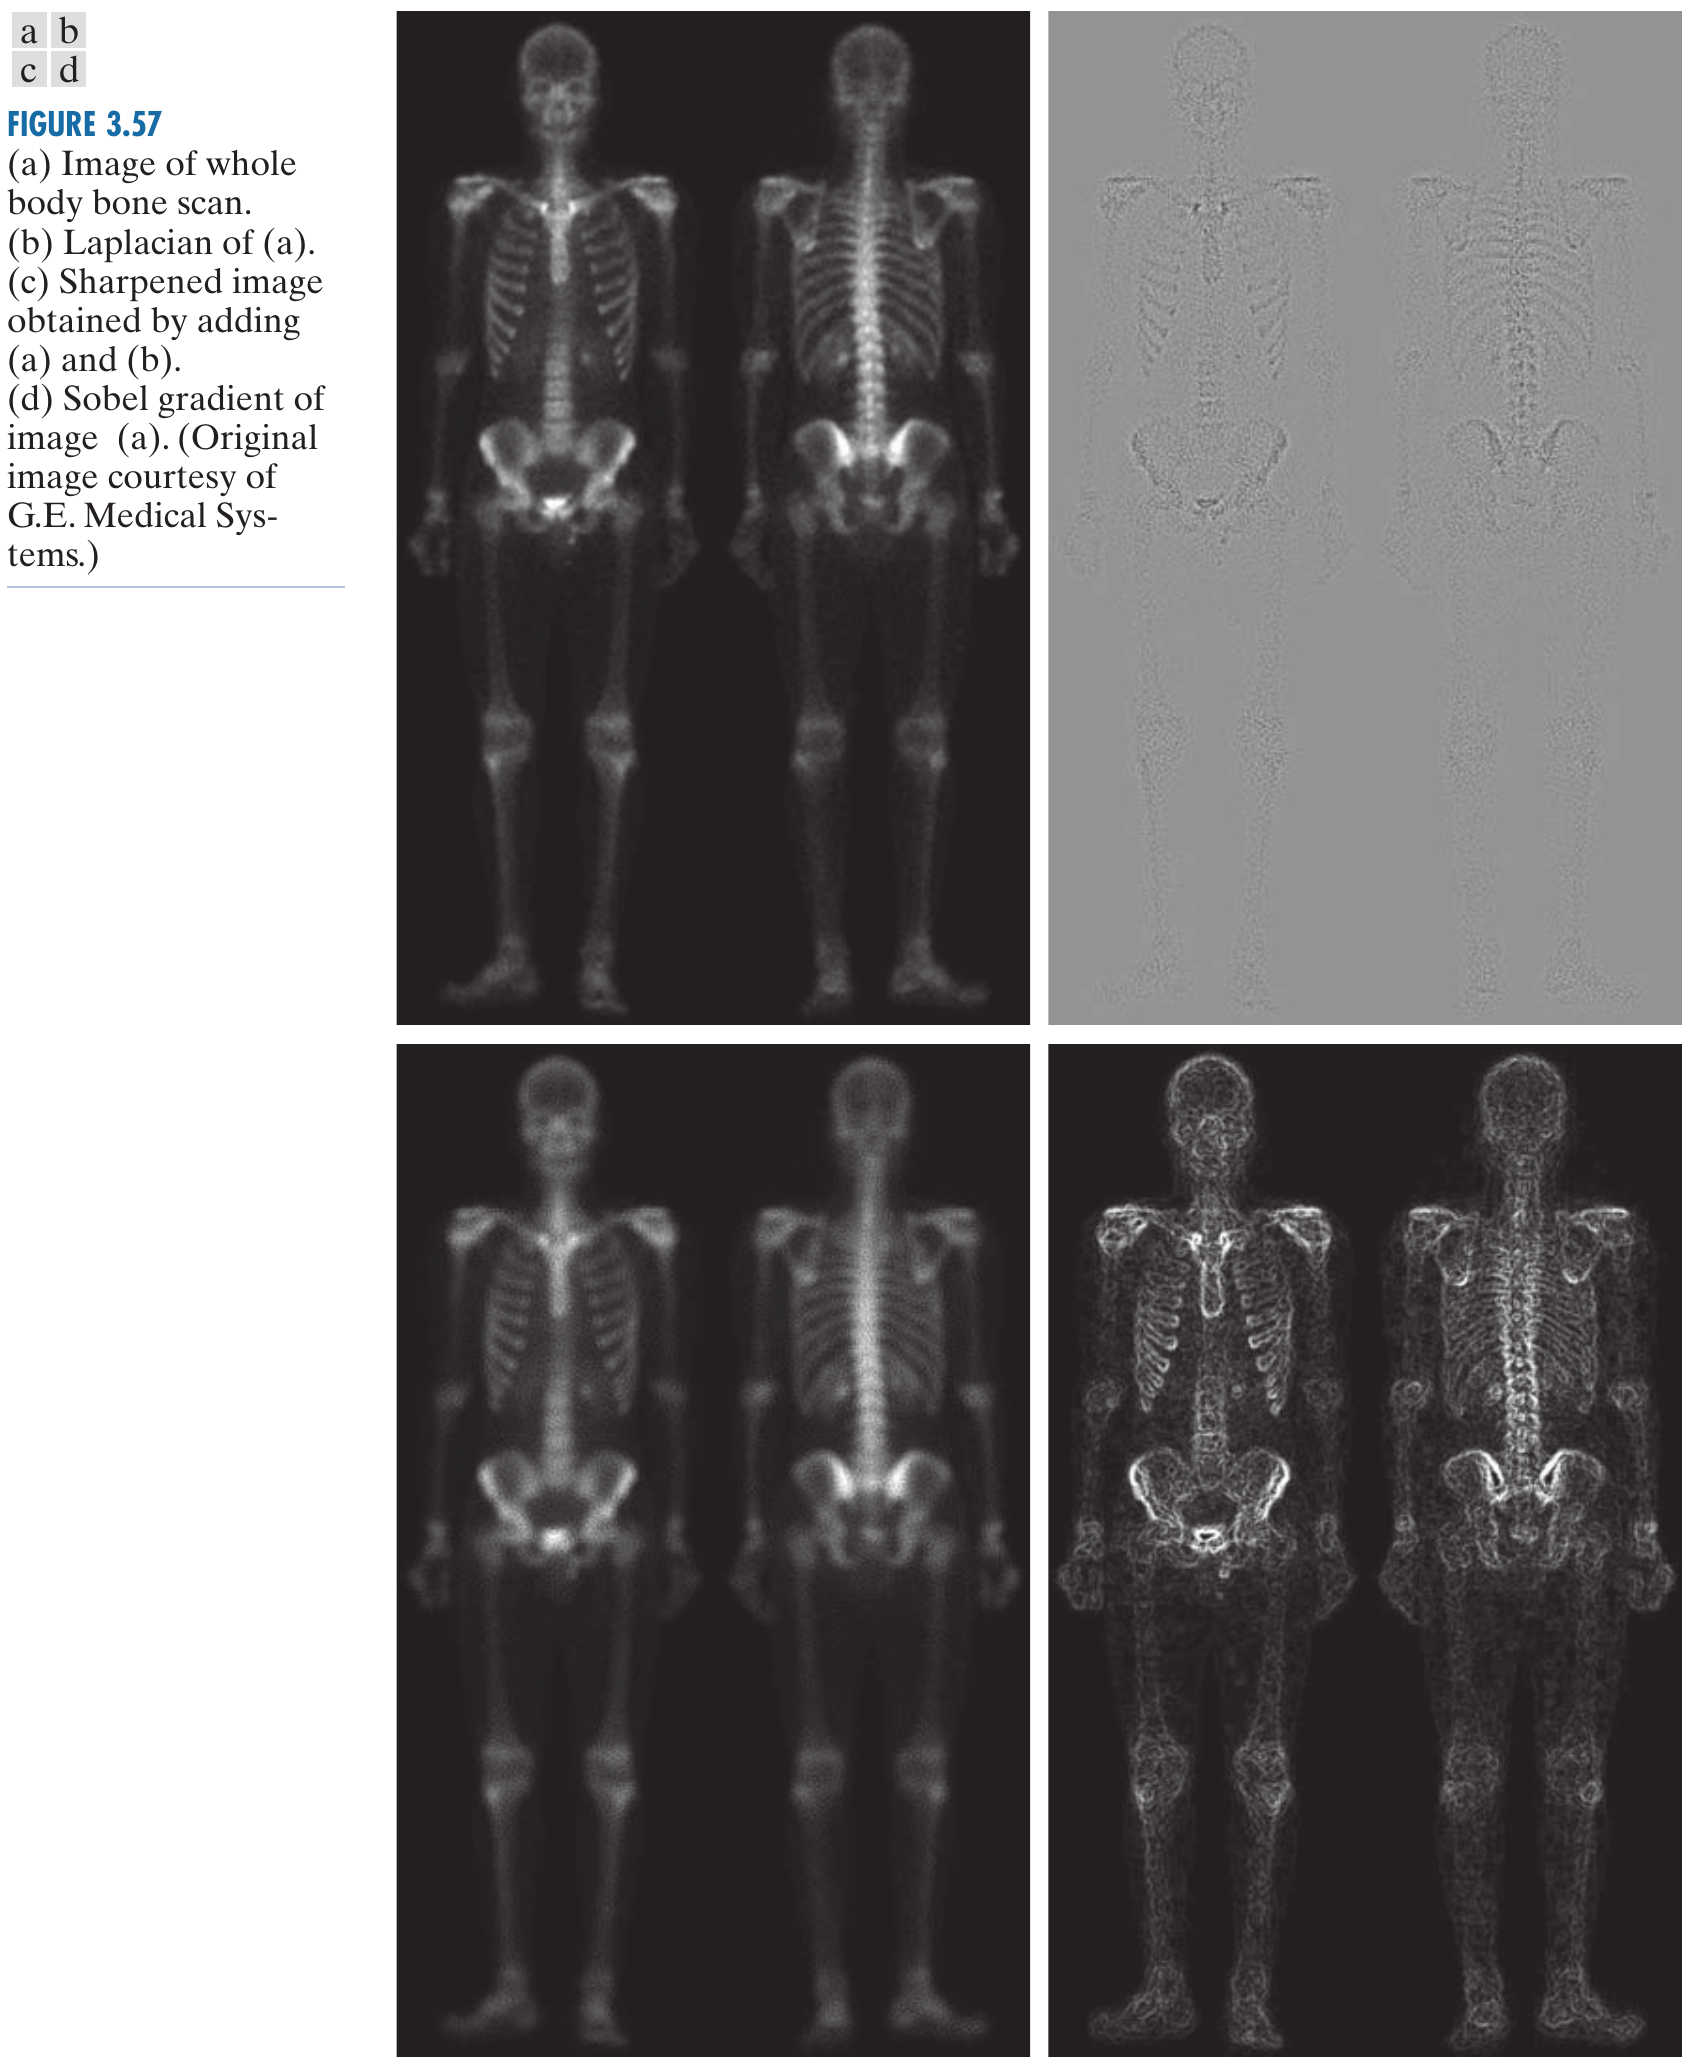 a b
c d
FIGURE 3.57
(a) Image of whole
body bone scan.
(b) Laplacian of (a).
(c) Sharpened image
obtained by adding
(a) and (b).
(d) Sobel gradient of
image (a). (Original
image courtesy of
G.E. Medical Sys-
tems.)